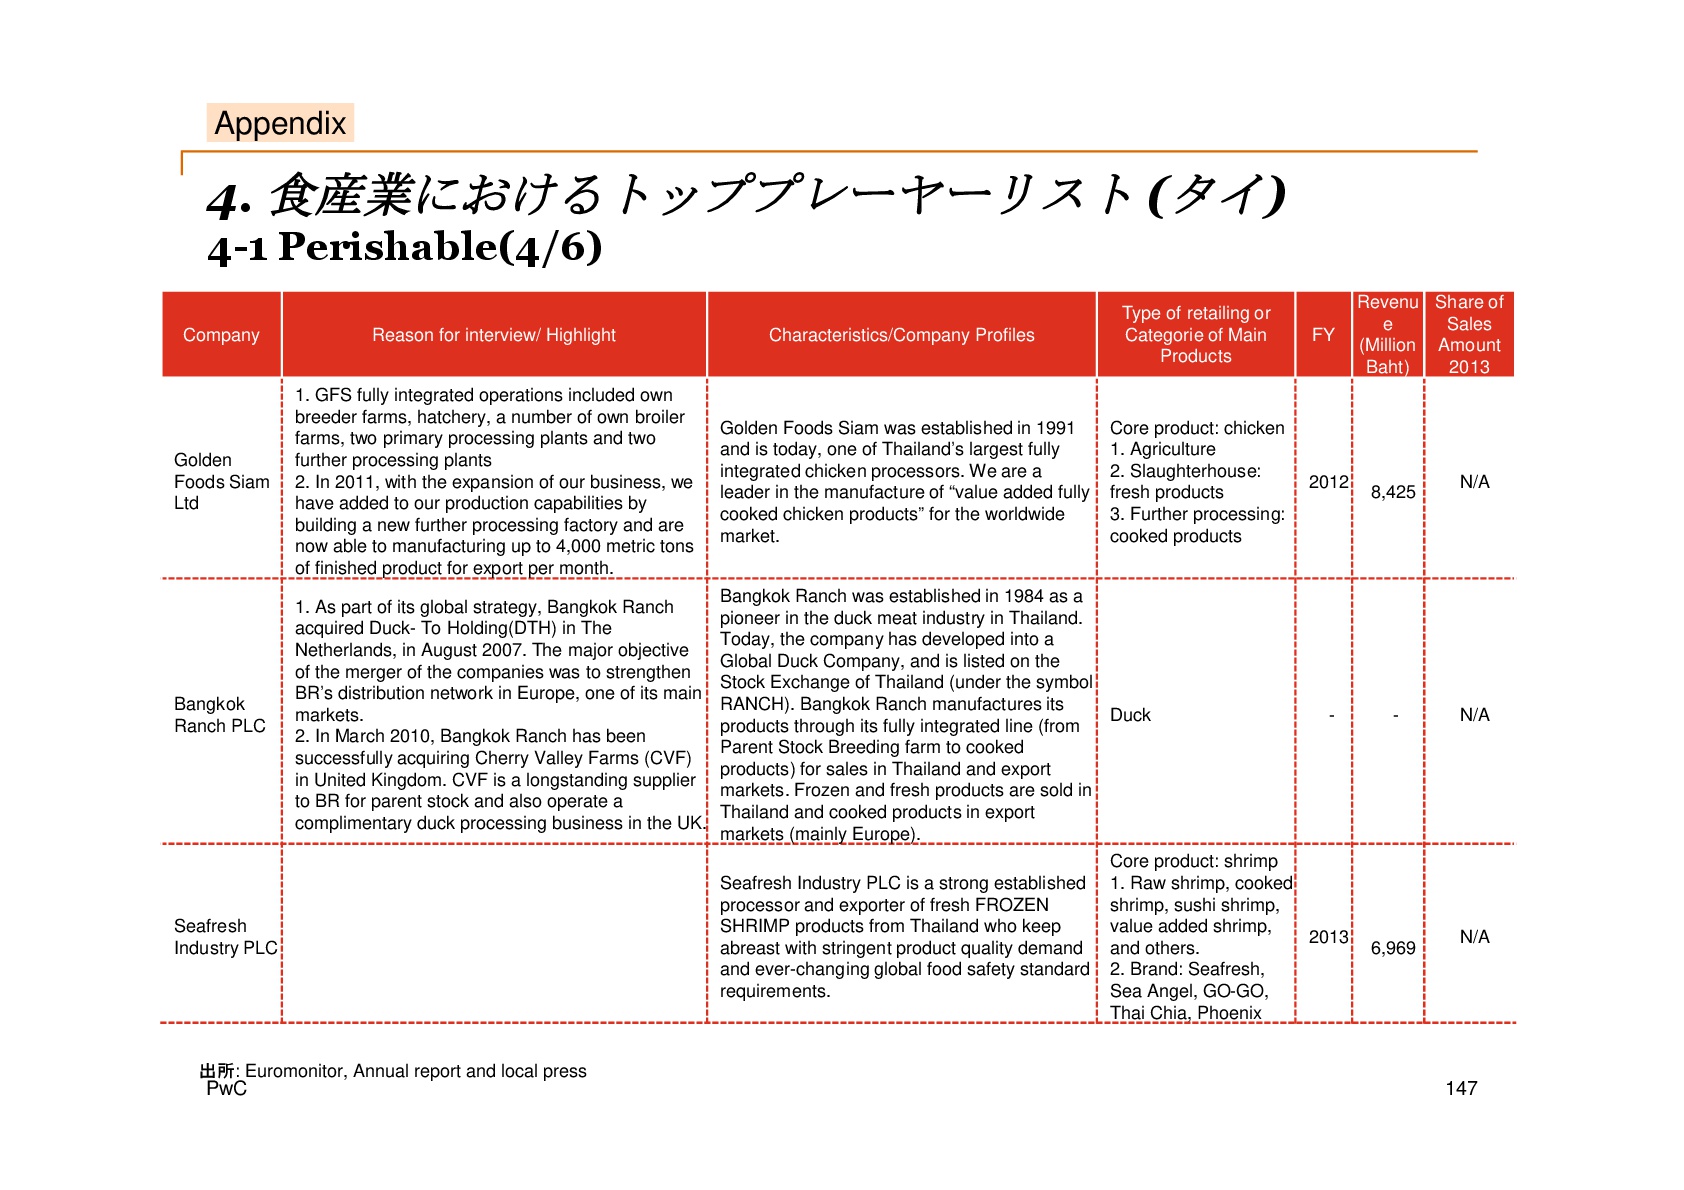 Appendix
4. 食産業におけるトッププレーヤーリスト(タイ)
4-1 Perishable(4/6)
Company
Reason for interview/ Highlight
Characteristics/Company Profiles
Type of retailing or
Categorie of Main
Products
FY
Revenu
e
(Million
Baht)
Share of
Sales
Amount
2013
Golden
Foods Siam
Ltd
1. GFS fully integrated operations included own
breeder farms, hatchery, a number of own broiler
farms, two primary processing plants and two
further processing plants
2. In 2011, with the expansion of our business, we
have added to our production capabilities by
building a new further processing factory and are
now able to manufacturing up to 4,000 metric tons
of finished product for export per month.
Golden Foods Siam was established in 1991
and is today, one of Thailand’s largest fully
integrated chicken processors. We are a
leader in the manufacture of “value added fully
cooked chicken products” for the worldwide
market.
Core product: chicken
1. Agriculture
2. Slaughterhouse:
fresh products
3. Further processing:
cooked products
2012
8,425
N/A
Bangkok
Ranch PLC
1. As part of its global strategy, Bangkok Ranch
acquired Duck- To Holding(DTH) in The
Netherlands, in August 2007. The major objective
of the merger of the companies was to strengthen
BR’s distribution network in Europe, one of its main
markets.
2. In March 2010, Bangkok Ranch has been
successfully acquiring Cherry Valley Farms (CVF)
in United Kingdom. CVF is a longstanding supplier
to BR for parent stock and also operate a
complimentary duck processing business in the UK.
Bangkok Ranch was established in 1984 as a
pioneer in the duck meat industry in Thailand.
Today, the company has developed into a
Global Duck Company, and is listed on the
Stock Exchange of Thailand (under the symbol
RANCH). Bangkok Ranch manufactures its
products through its fully integrated line (from
Parent Stock Breeding farm to cooked
products) for sales in Thailand and export
markets. Frozen and fresh products are sold in
Thailand and cooked products in export
markets (mainly Europe).
Duck
-
-
N/A
Seafresh
Industry PLC
Seafresh Industry PLC is a strong established
processor and exporter of fresh FROZEN
SHRIMP products from Thailand who keep
abreast with stringent product quality demand
and ever-changing global food safety standard
requirements.
Core product: shrimp
1. Raw shrimp, cooked
shrimp, sushi shrimp,
value added shrimp,
and others.
2. Brand: Seafresh,
Sea Angel, GO-GO,
Thai Chia, Phoenix
2013
6,969
N/A
出所: Euromonitor, Annual report and local press
PwC
147